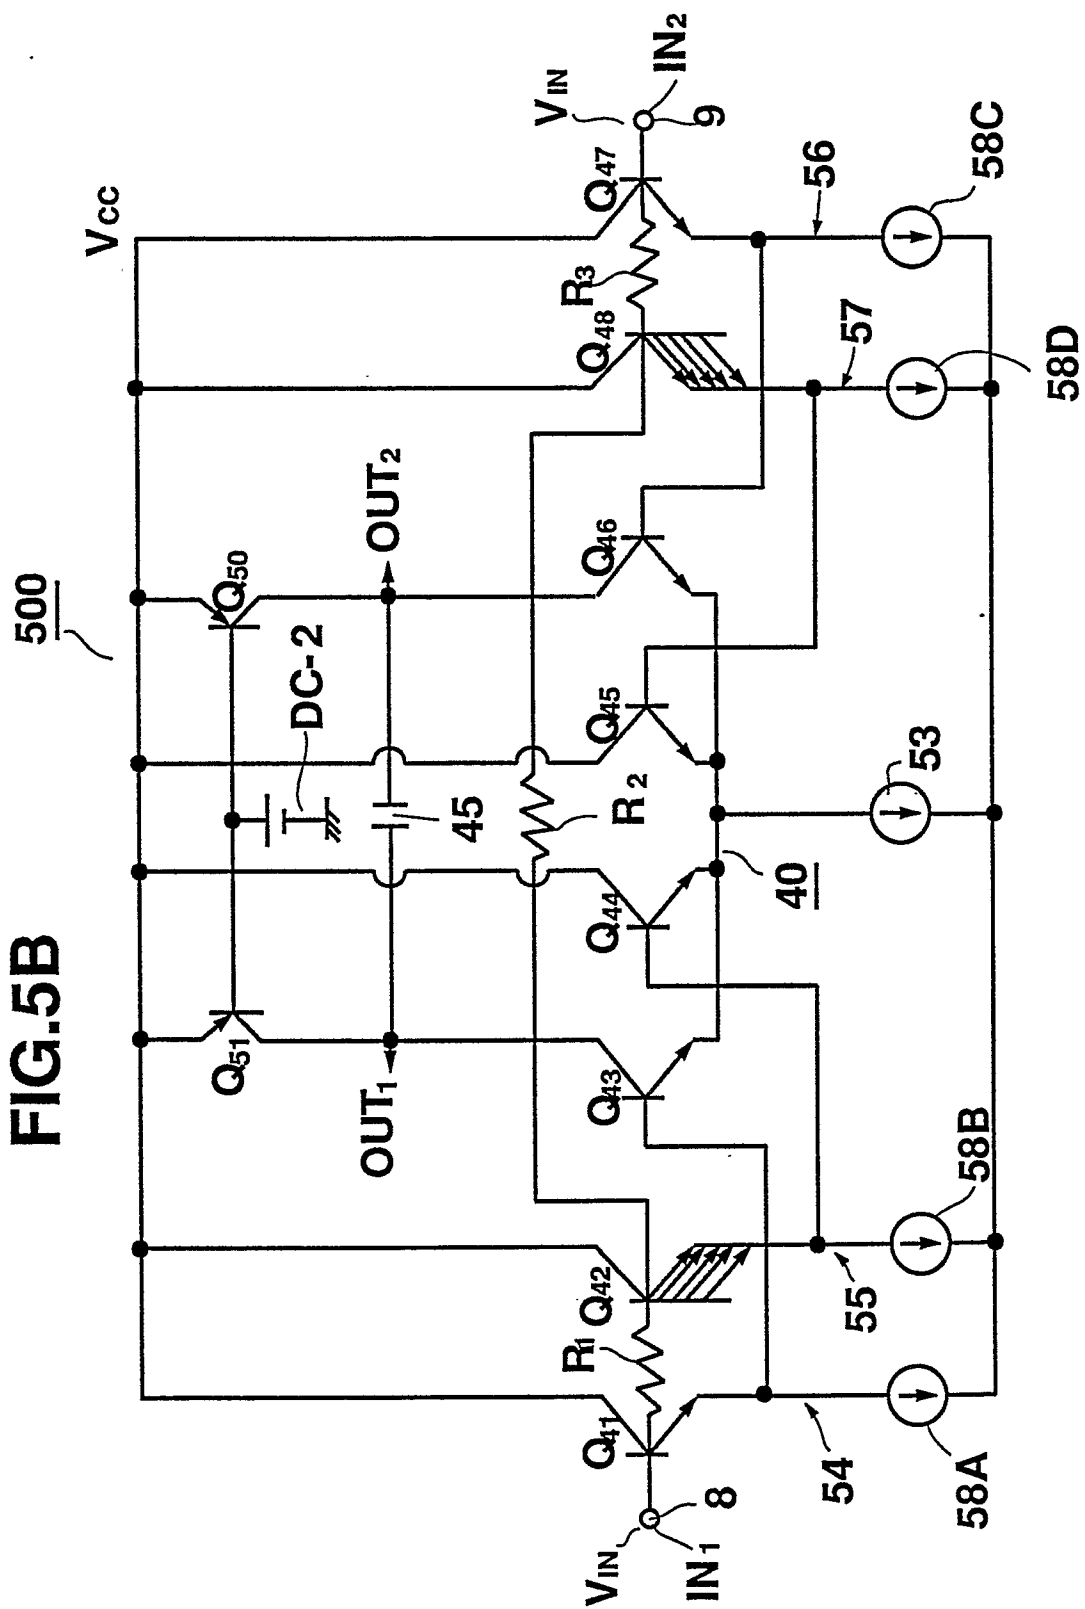 FIG.5B
500
VCC
Q51
Q50
DC-2
OUT1
OUT2
45
R2
VIN
IN1
8
Q41
R1
Q42
Q43
Q44
Q45
Q46
Q48
R3
Q47
VIN
IN2
9
40
54
55
53
57
56
58A
58B
58D
58C